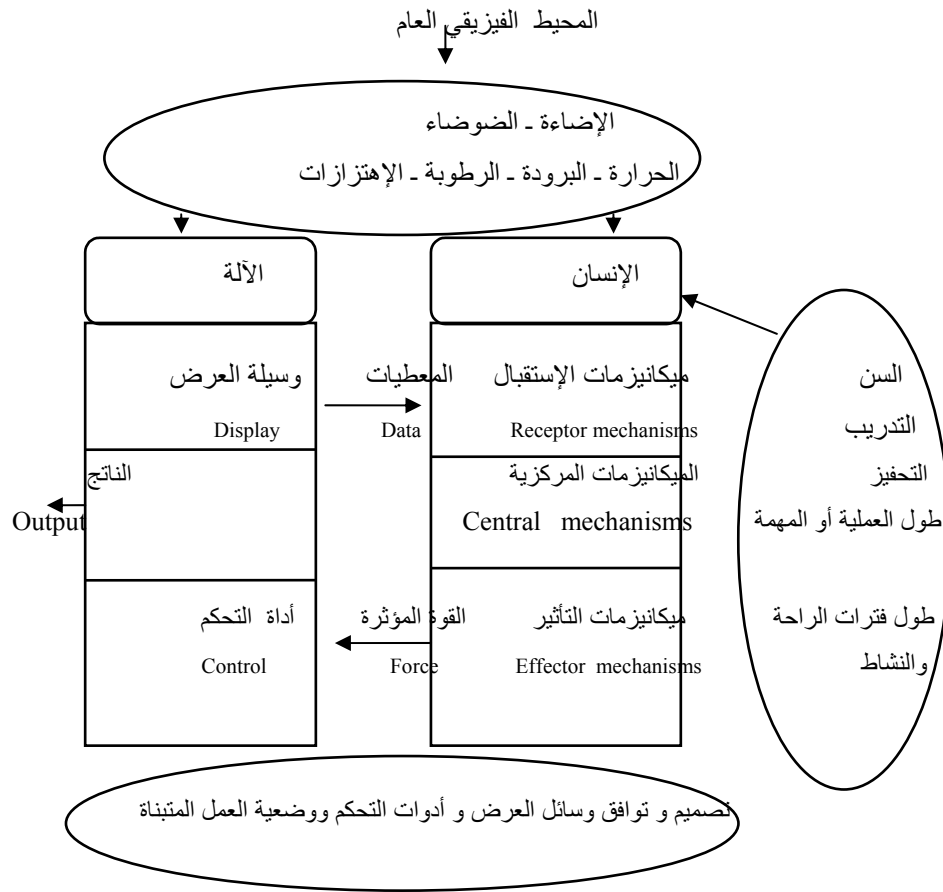 المحيط الفيزيقي العام
الإضاءة ـ الضوضاء
الحرارة ـ البرودة ـ الرطوبة ـ الإهتزازات
الإنسان
الآلة
ميكانيزمات الإستقبال
المعطيات
وسيلة العرض
Receptor mechanisms
Data
Display
الميكانيزمات المركزية
Central mechanisms
الناتج
Output
ميكانيزمات التأثير
القوة المؤثرة
أداة التحكم
Effector mechanisms
Force
Control
السن
التدريب
التحفيز
طول العملية أو المهمة
طول فترات الراحة
والنشاط
تصميم و توافق وسائل العرض و أدوات التحكم ووضعية العمل المتبناة